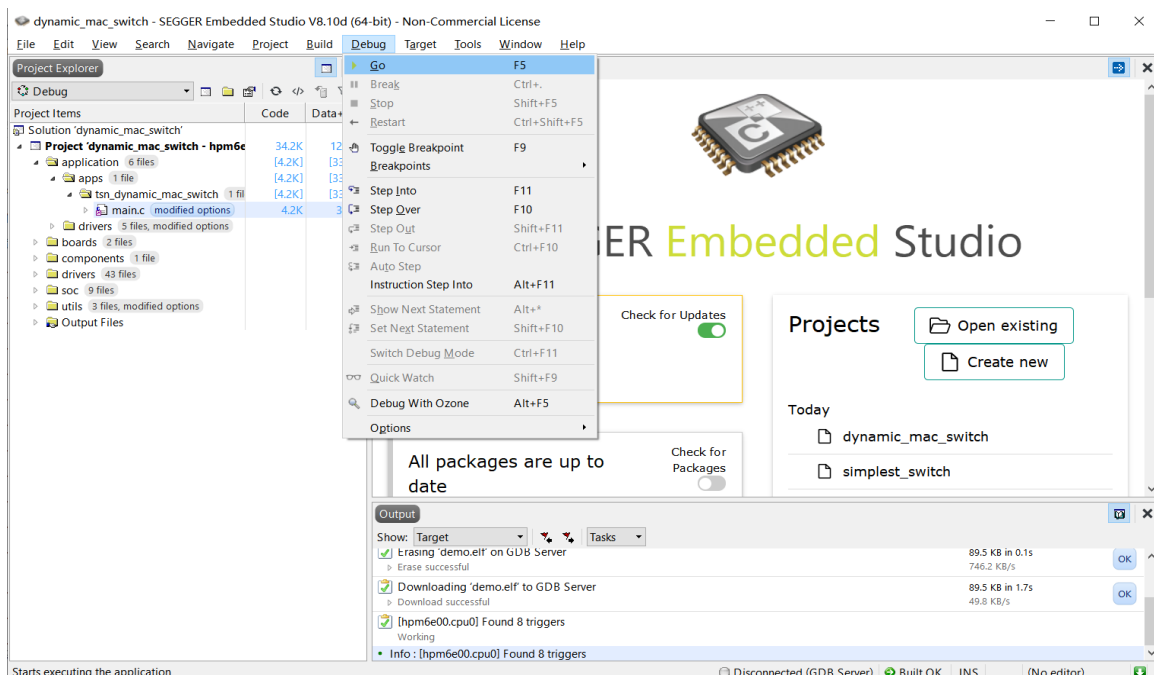 dynamic_mac_switch - SEGGER Embedded Studio V8.10d (64-bit) - Non-Commercial License
File Edit View Search Navigate Project Build Debug Target Tools Window Help
Project Explorer
Debug
Project Items Code Data+
Solution 'dynamic_mac_switch'
Project 'dynamic_mac_switch - hpm6e 34.2K 12
application 6 files [4.2K] [33
apps 1 file [4.2K] [33
tsn_dynamic_mac_switch 1 fil [4.2K] [33
main.c (modified options) 4.2K 3
drivers 5 files, modified options
boards 2 files
components 1 file
drivers 43 files
soc 9 files
utils 3 files, modified options
Output Files
Go F5
Break Ctrl+.
Stop Shift+F5
Restart Ctrl+Shift+F5
Toggle Breakpoint F9
Breakpoints
Step Into F11
Step Over F10
Step Out Shift+F11
Run To Cursor Ctrl+F10
Auto Step
Instruction Step Into Alt+F11
Show Next Statement Alt+*
Set Next Statement Shift+F10
Switch Debug Mode Ctrl+F11
Quick Watch Shift+F9
Debug With Ozone Alt+F5
Options
C
ER Embedded Studio
Check for Updates
All packages are up to
date
Check for
Packages
Projects
Open existing
Create new
Today
dynamic_mac_switch
simplest_switch
Output
Show: Target Tasks
Erasing 'demo.elf' on GDB Server 89.5 KB in 0.1s
Erase successful 746.2 KB/s
OK
Downloading 'demo.elf' to GDB Server 89.5 KB in 1.7s
Download successful 49.8 KB/s
OK
[hpm6e00.cpu0] Found 8 triggers
Working
Info : [hpm6e00.cpu0] Found 8 triggers
Starts executing the application Disconnected (GDB Server) Built OK INS (No editor)